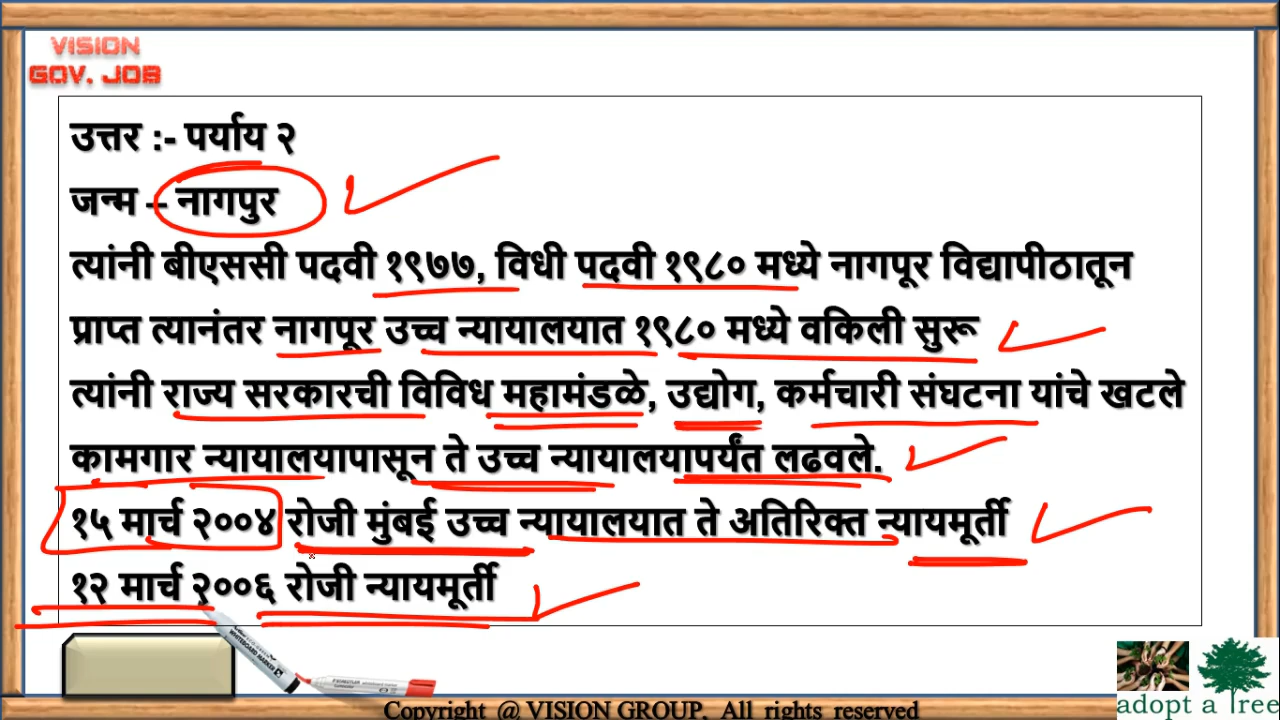 VISION
GOV. JOB
उत्तर :- पर्याय २
जन्म – नागपुर
त्यांनी बीएससी पदवी १९७७, विधी पदवी १९८० मध्ये नागपूर विद्यापीठातून
प्राप्त त्यानंतर नागपूर उच्च न्यायालयात १९८० मध्ये वकिली सुरू
त्यांनी राज्य सरकारची विविध महामंडळे, उद्योग, कर्मचारी संघटना यांचे खटले
कामगार न्यायालयापासून ते उच्च न्यायालयापर्यंत लढवले.
१५ मार्च २००४ रोजी मुंबई उच्च न्यायालयात ते अतिरिक्त न्यायमूर्ती
१२ मार्च २००६ रोजी न्यायमूर्ती
WHITEBOARD MARKER
adopt a Tree
Copyright @ VISION GROUP, All rights reserved